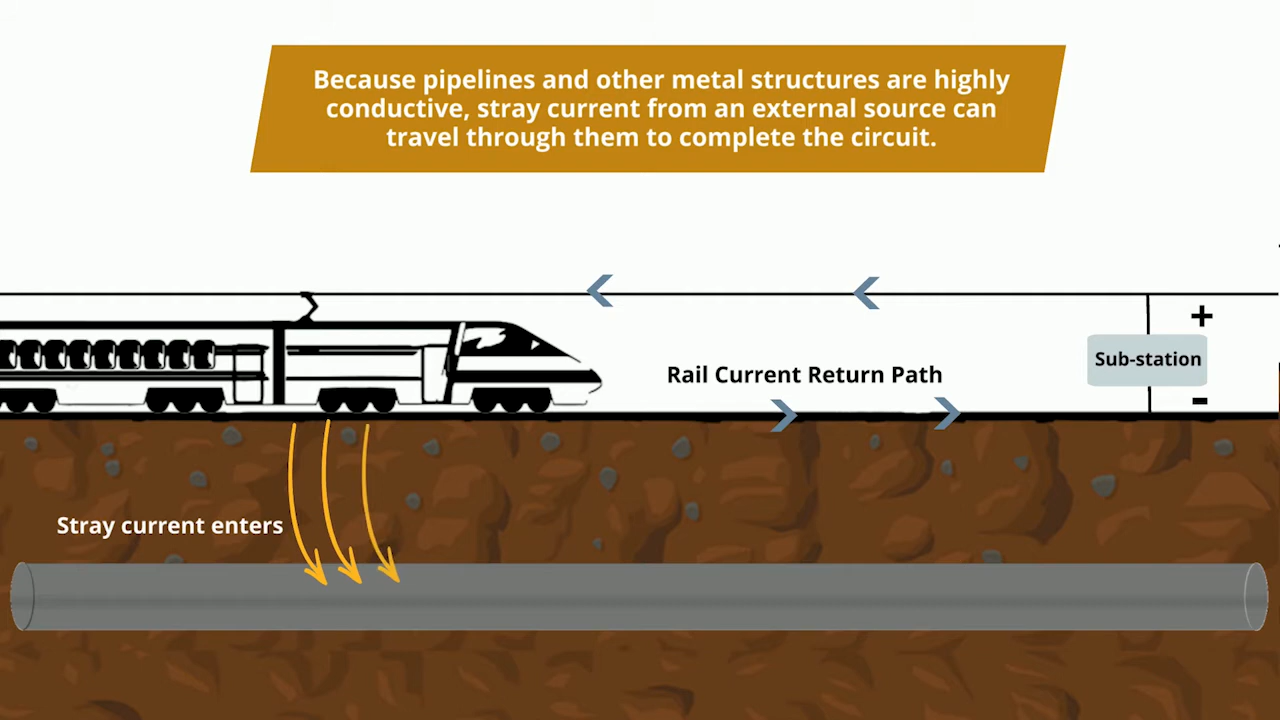 Because pipelines and other metal structures are highly
conductive, stray current from an external source can
travel through them to complete the circuit.
+
Sub-station
Rail Current Return Path
-
Stray current enters